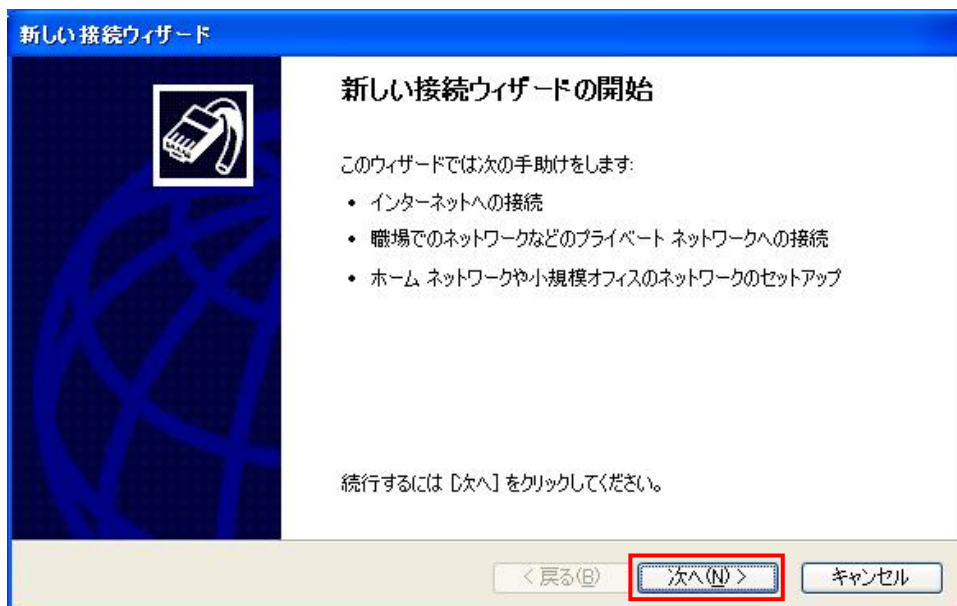 新しい接続ウィザード
新しい接続ウィザードの開始
このウィザードでは次の手助けをします:
• インターネットへの接続
• 職場でのネットワークなどのプライベート ネットワークへの接続
• ホーム ネットワークや小規模オフィスのネットワークのセットアップ
続行するには [次へ] をクリックしてください。
< 戻る(B) 次へ(N) > キャンセル